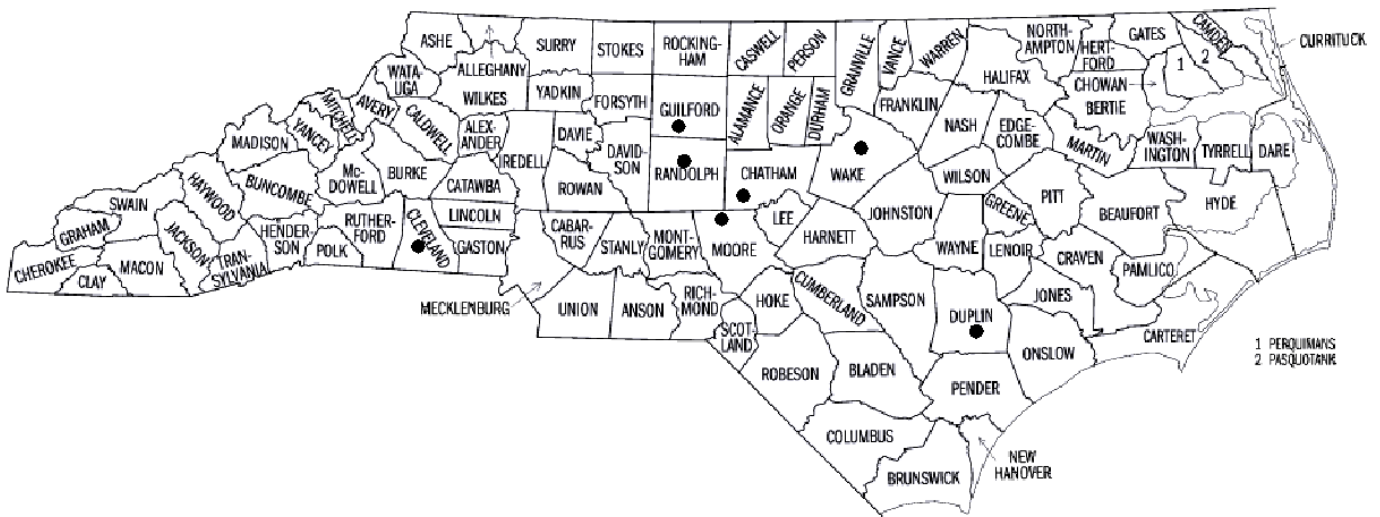 ASHE
ALLEGHANY
SURRY
STOKES
ROCKING-
HAM
CASWELL
PERSON
GRANVILLE
VANCE
WARREN
NORTH-
AMPTON
HERT-
FORD
GATES
CAMDEN
CURRITUCK
WATA-
UGA
WILKES
YADKIN
FORSYTH
GUILFORD
ALAMANCE
ORANGE
DURHAM
FRANKLIN
HALIFAX
CHOWAN
BERTIE
1
2
MITCHELL
AVERY
CALDWELL
ALEX-
ANDER
IREDELL
DAVIE
DAVID-
SON
RANDOLPH
CHATHAM
WAKE
NASH
EDGE-
COMBE
MARTIN
WASH-
INGTON
TYRRELL
DARE
MADISON
YANCEY
Mc-
DOWELL
BURKE
CATAWBA
ROWAN
WILSON
PITT
BEAUFORT
HYDE
SWAIN
HAYWOOD
BUNCOMBE
RUTHER-
FORD
CLEVELAND
LINCOLN
GASTON
CABAR-
RUS
STANLY
MONT-
GOMERY
MOORE
LEE
HARNETT
JOHNSTON
WAYNE
GREENE
LENOIR
CRAVEN
PAMLICO
GRAHAM
CHEROKEE
CLAY
MACON
JACKSON
TRAN-
SYLVANIA
HENDER-
SON
POLK
MECKLENBURG
UNION
ANSON
RICH-
MOND
SCOT-
LAND
HOKE
CUMBERLAND
SAMPSON
DUPLIN
JONES
ONSLOW
CARTERET
1 PERQUIMANS
2 PASQUOTANK
ROBESON
BLADEN
PENDER
COLUMBUS
BRUNSWICK
NEW
HANOVER